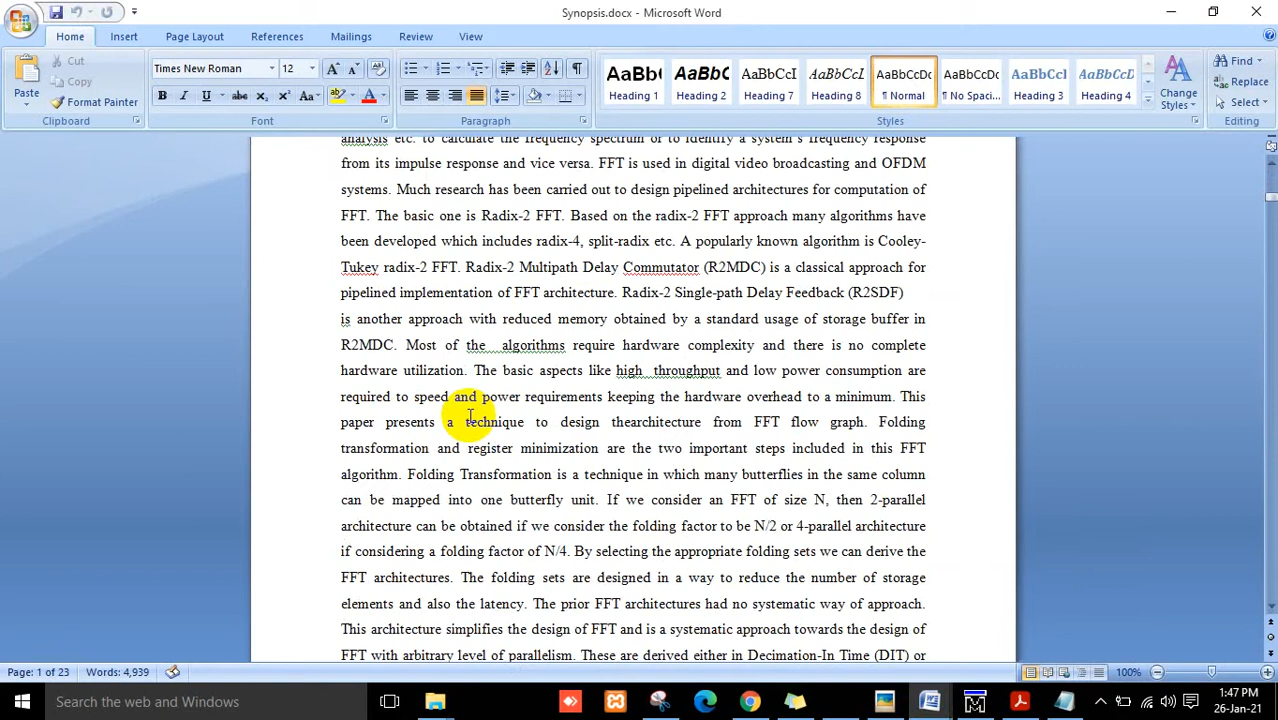 Synopsis.docx - Microsoft Word
Home Insert Page Layout References Mailings Review View
Paste
Cut
Copy
Format Painter
Clipboard
Times New Roman 12
B I U abc X₂ X² Aa A
Font
Paragraph
AaBbC AaBbC AaBbCcI AaBbCcL AaBbCcDc AaBbCcDc AaBbCcI AaBbCcI
Heading 1 Heading 2 Heading 7 Heading 8 ¶ Normal ¶ No Spaci... Heading 3 Heading 4
Change Styles
Styles
Find
Replace
Select
Editing
analysis etc. to calculate the frequency spectrum or to identify a system's frequency response
from its impulse response and vice versa. FFT is used in digital video broadcasting and OFDM
systems. Much research has been carried out to design pipelined architectures for computation of
FFT. The basic one is Radix-2 FFT. Based on the radix-2 FFT approach many algorithms have
been developed which includes radix-4, split-radix etc. A popularly known algorithm is Cooley-
Tukey radix-2 FFT. Radix-2 Multipath Delay Commutator (R2MDC) is a classical approach for
pipelined implementation of FFT architecture. Radix-2 Single-path Delay Feedback (R2SDF)
is another approach with reduced memory obtained by a standard usage of storage buffer in
R2MDC. Most of the algorithms require hardware complexity and there is no complete
hardware utilization. The basic aspects like high throughput and low power consumption are
required to speed and power requirements keeping the hardware overhead to a minimum. This
paper presents a technique to design thearchitecture from FFT flow graph. Folding
transformation and register minimization are the two important steps included in this FFT
algorithm. Folding Transformation is a technique in which many butterflies in the same column
can be mapped into one butterfly unit. If we consider an FFT of size N, then 2-parallel
architecture can be obtained if we consider the folding factor to be N/2 or 4-parallel architecture
if considering a folding factor of N/4. By selecting the appropriate folding sets we can derive the
FFT architectures. The folding sets are designed in a way to reduce the number of storage
elements and also the latency. The prior FFT architectures had no systematic way of approach.
This architecture simplifies the design of FFT and is a systematic approach towards the design of
FFT with arbitrary level of parallelism. These are derived either in Decimation-In Time (DIT) or
Page: 1 of 23 Words: 4,939 100%
Search the web and Windows
1:47 PM
26-Jan-21